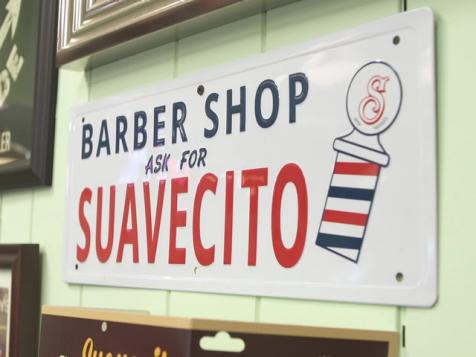 BARBER SHOP
ASK FOR
SUAVECITO
S